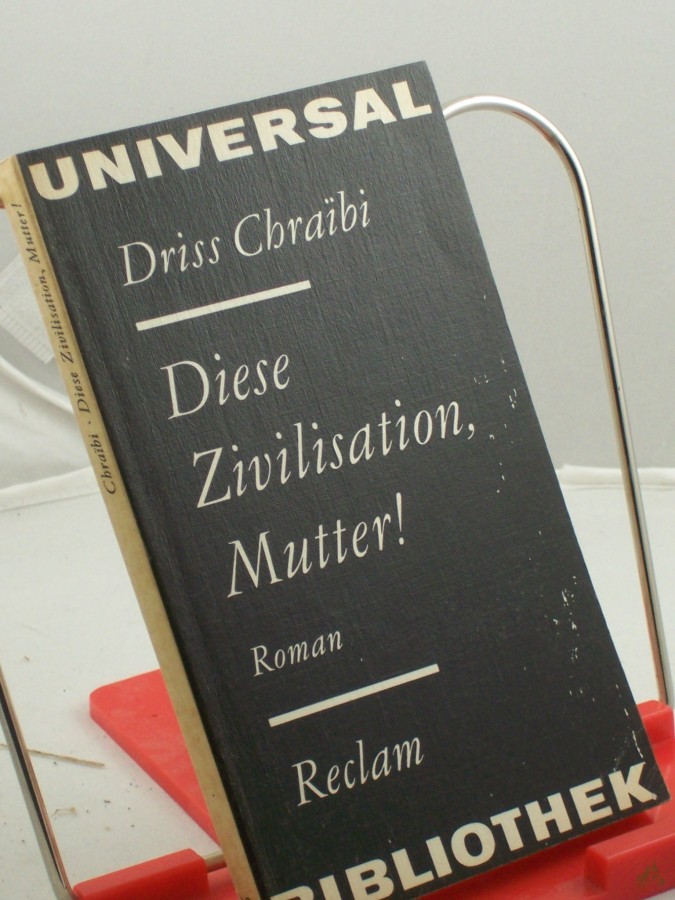 UNIVERSAL
Driss Chraïbi
Diese
Zivilisation,
Mutter!
Roman
Reclam
BIBLIOTHEK
Chraïbi · Diese Zivilisation, Mutter!